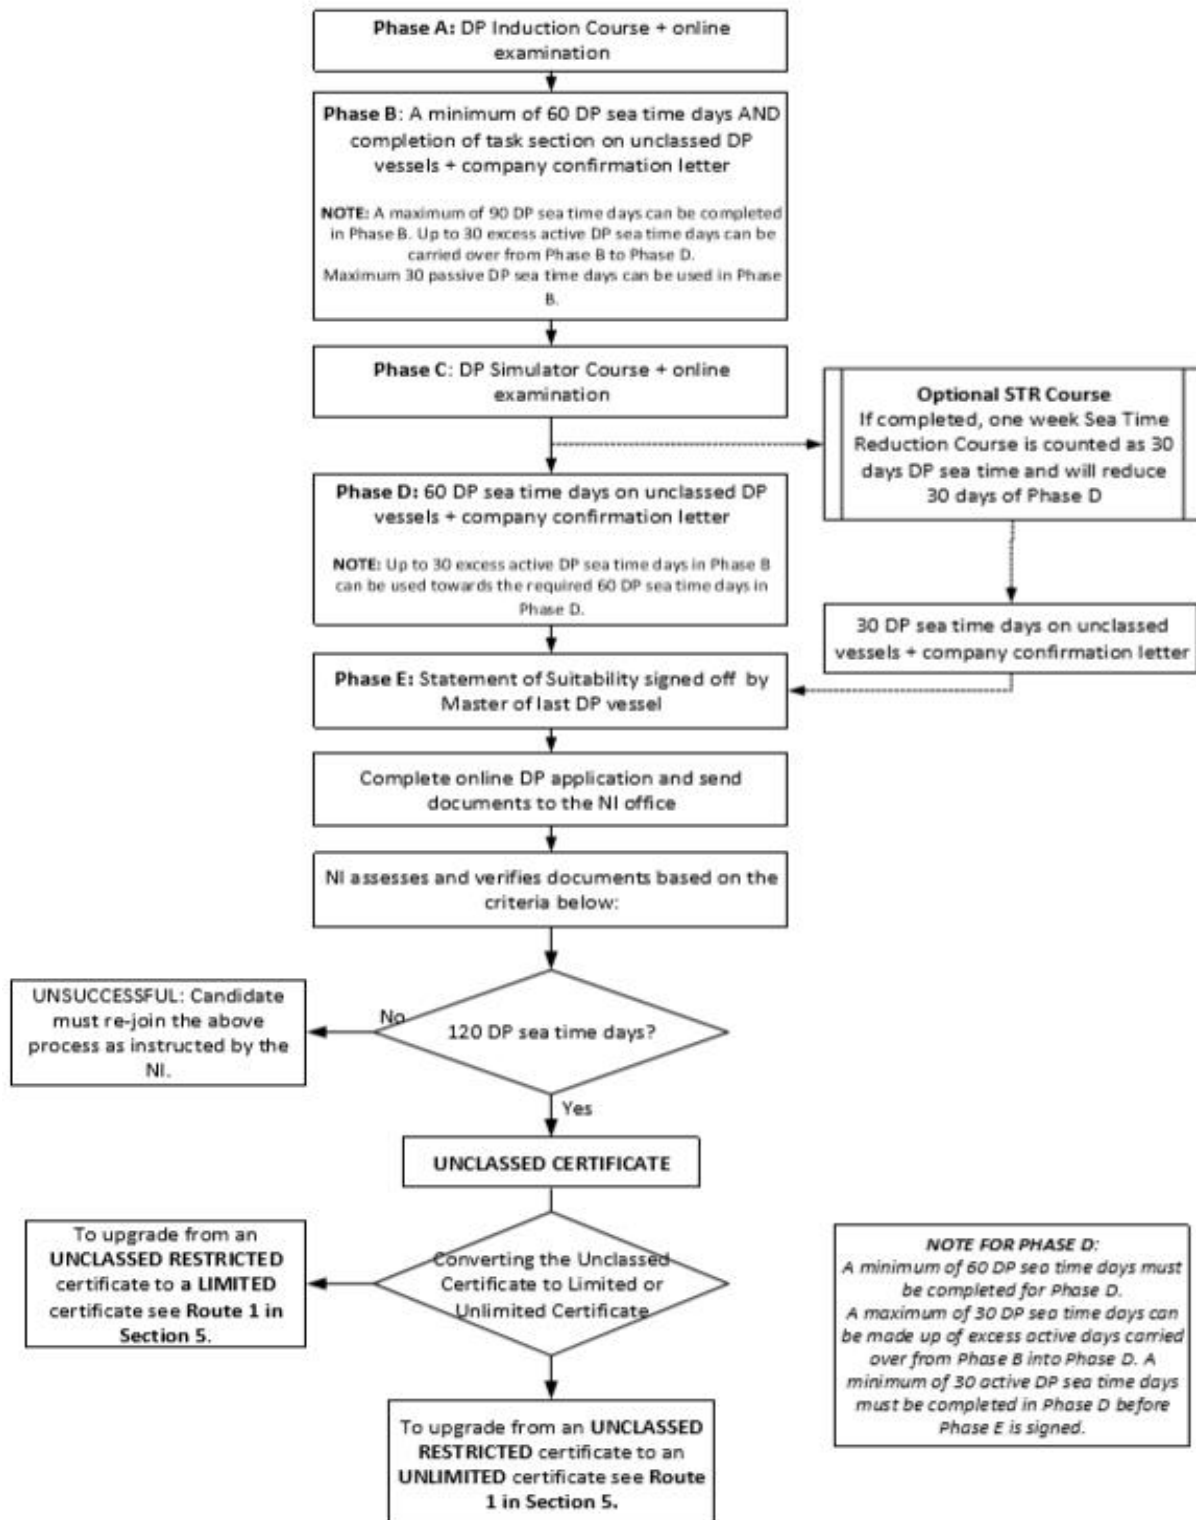 Phase A: DP Induction Course + online
examination
Phase B: A minimum of 60 DP sea time days AND
completion of task section on unclassed DP
vessels + company confirmation letter
NOTE: A maximum of 90 DP sea time days can be completed
in Phase B. Up to 30 excess active DP sea time days can be
carried over from Phase B to Phase D.
Maximum 30 passive DP sea time days can be used in Phase
B.
Phase C: DP Simulator Course + online
examination
Optional STR Course
If completed, one week Sea Time
Reduction Course is counted as 30
days DP sea time and will reduce
30 days of Phase D
Phase D: 60 DP sea time days on unclassed DP
vessels + company confirmation letter
NOTE: Up to 30 excess active DP sea time days in Phase B
can be used towards the required 60 DP sea time days in
Phase D.
30 DP sea time days on unclassed
vessels + company confirmation letter
Phase E: Statement of Suitability signed off by
Master of last DP vessel
Complete online DP application and send
documents to the NI office
NI assesses and verifies documents based on the
criteria below:
120 DP sea time days?
No
UNSUCCESSFUL: Candidate
must re-join the above
process as instructed by the
NI.
Yes
UNCLASSED CERTIFICATE
Converting the Unclassed
Certificate to Limited or
Unlimited Certificate
To upgrade from an
UNCLASSED RESTRICTED
certificate to a LIMITED
certificate see Route 1 in
Section 5.
NOTE FOR PHASE D:
A minimum of 60 DP sea time days must
be completed for Phase D.
A maximum of 30 DP sea time days can
be made up of excess active days carried
over from Phase B into Phase D. A
minimum of 30 active DP sea time days
must be completed in Phase D before
Phase E is signed.
To upgrade from an UNCLASSED
RESTRICTED certificate to an
UNLIMITED certificate see Route
1 in Section 5.